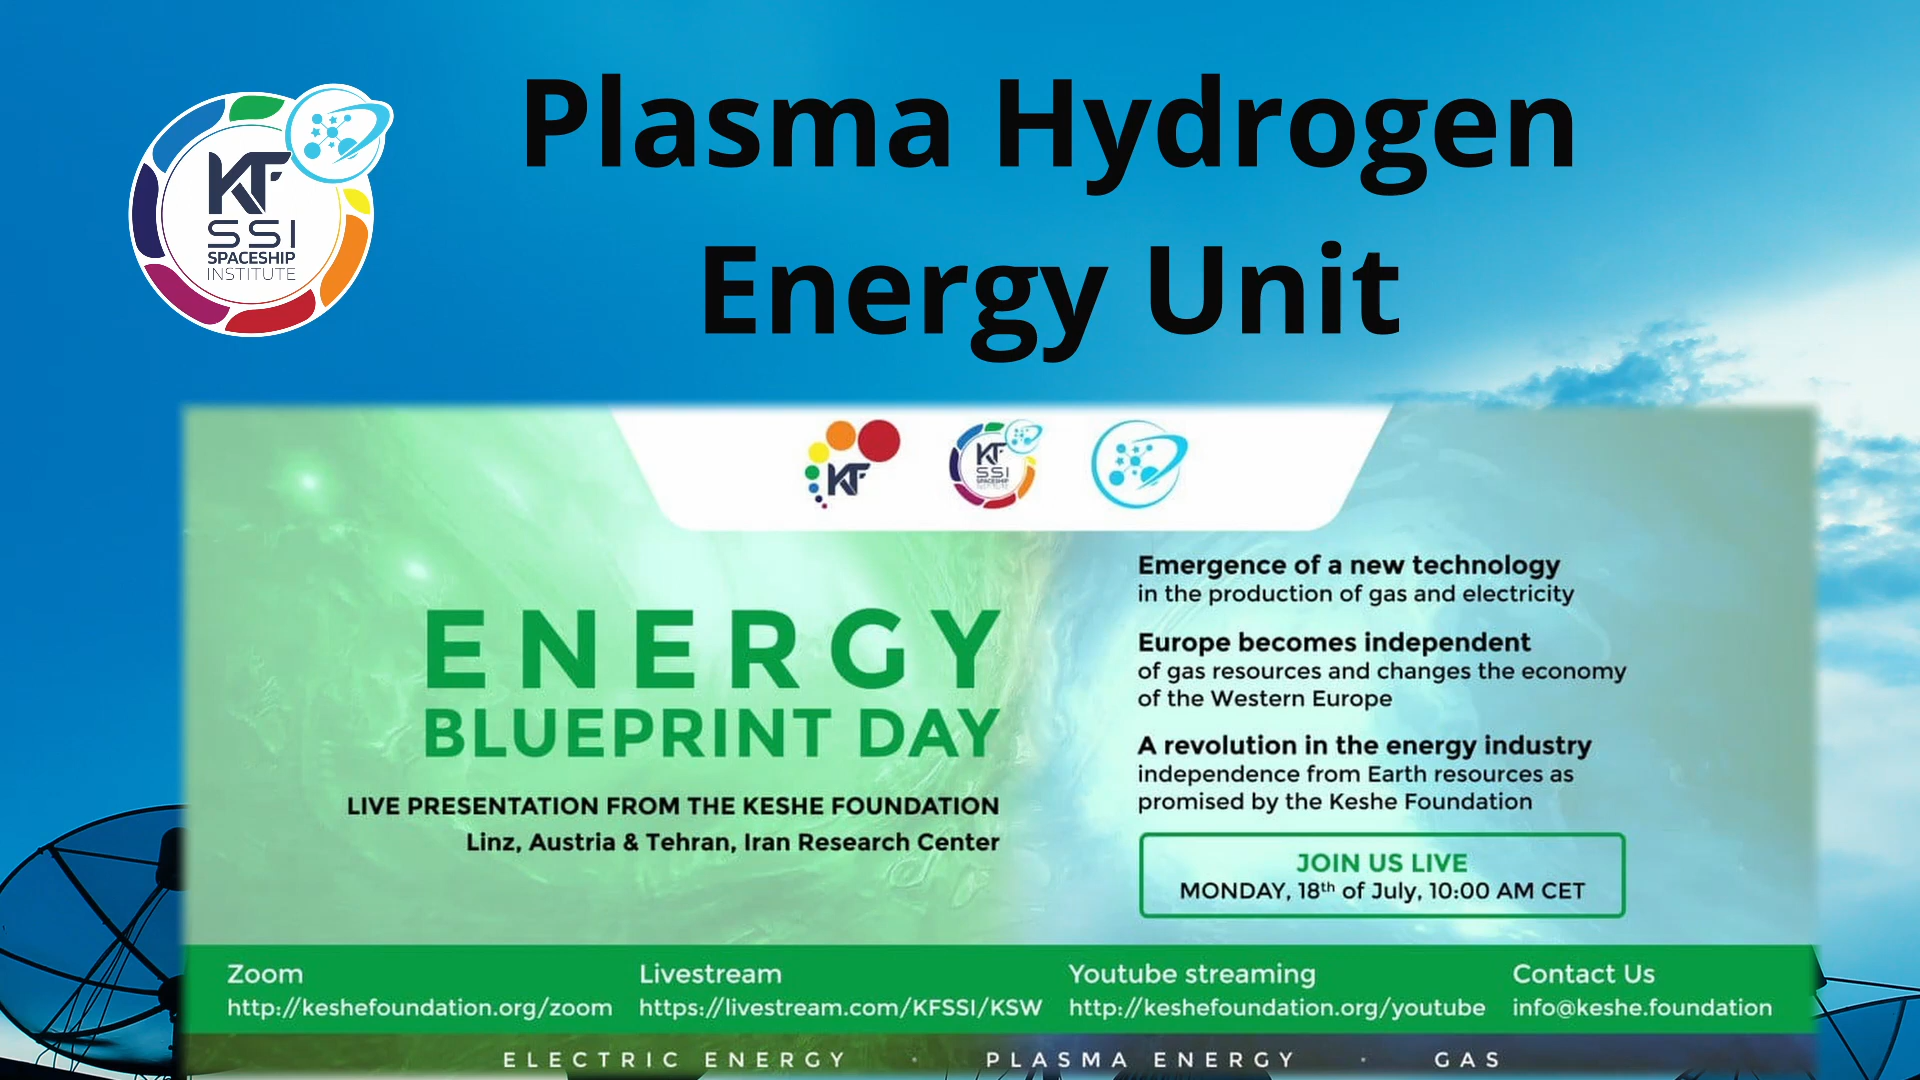 Plasma Hydrogen
Energy Unit
KF
SSI
SPACESHIP
INSTITUTE
KF
KF
SSI
SPACESHIP
INSTITUTE
ENERGY
BLUEPRINT DAY
LIVE PRESENTATION FROM THE KESHE FOUNDATION
Linz, Austria & Tehran, Iran Research Center
Emergence of a new technology
in the production of gas and electricity
Europe becomes independent
of gas resources and changes the economy
of the Western Europe
A revolution in the energy industry
independence from Earth resources as
promised by the Keshe Foundation
JOIN US LIVE
MONDAY, 18th of July, 10:00 AM CET
Zoom
http://keshefoundation.org/zoom
Livestream
https://livestream.com/KFSSI/KSW
Youtube streaming
http://keshefoundation.org/youtube
Contact Us
info@keshe.foundation
ELECTRIC ENERGY · PLASMA ENERGY · GAS